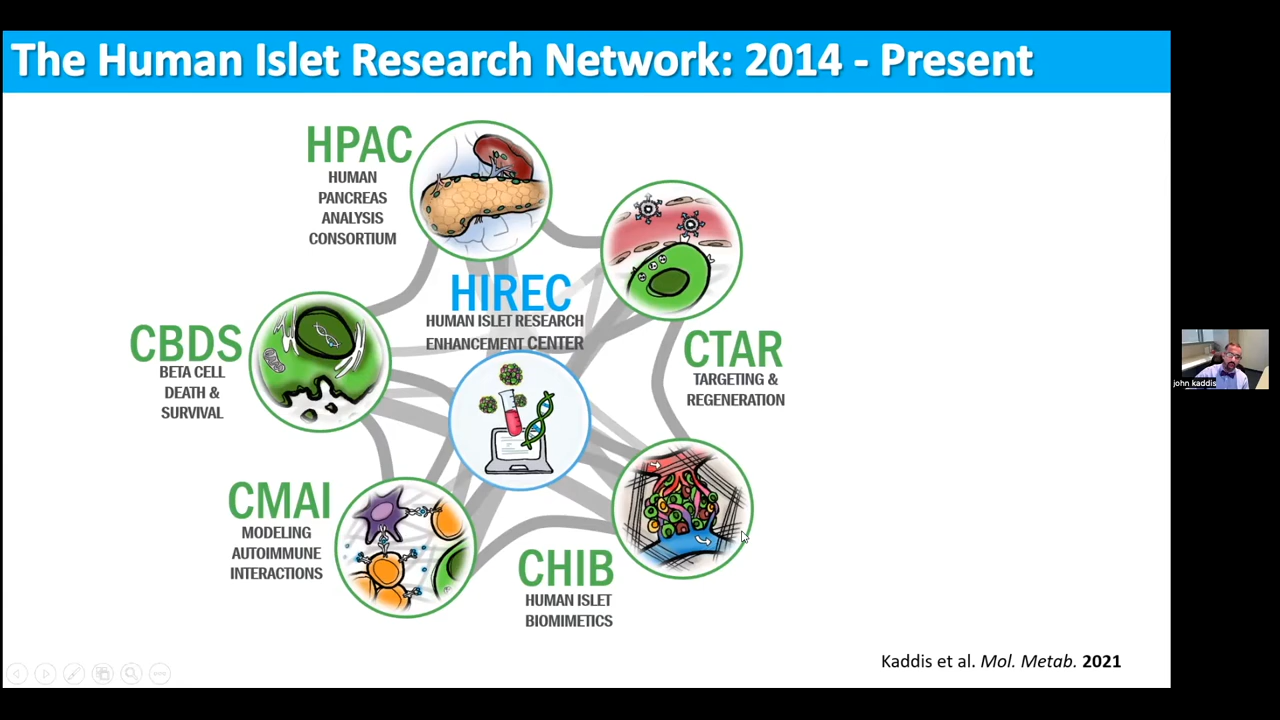 The Human Islet Research Network: 2014 - Present
HPAC
HUMAN
PANCREAS
ANALYSIS
CONSORTIUM
HIREC
HUMAN ISLET RESEARCH
ENHANCEMENT CENTER
CBDS
BETA CELL
DEATH &
SURVIVAL
CTAR
TARGETING &
REGENERATION
CMAI
MODELING
AUTOIMMUNE
INTERACTIONS
CHIB
HUMAN ISLET
BIOMIMETICS
Kaddis et al. Mol. Metab. 2021
john kaddis